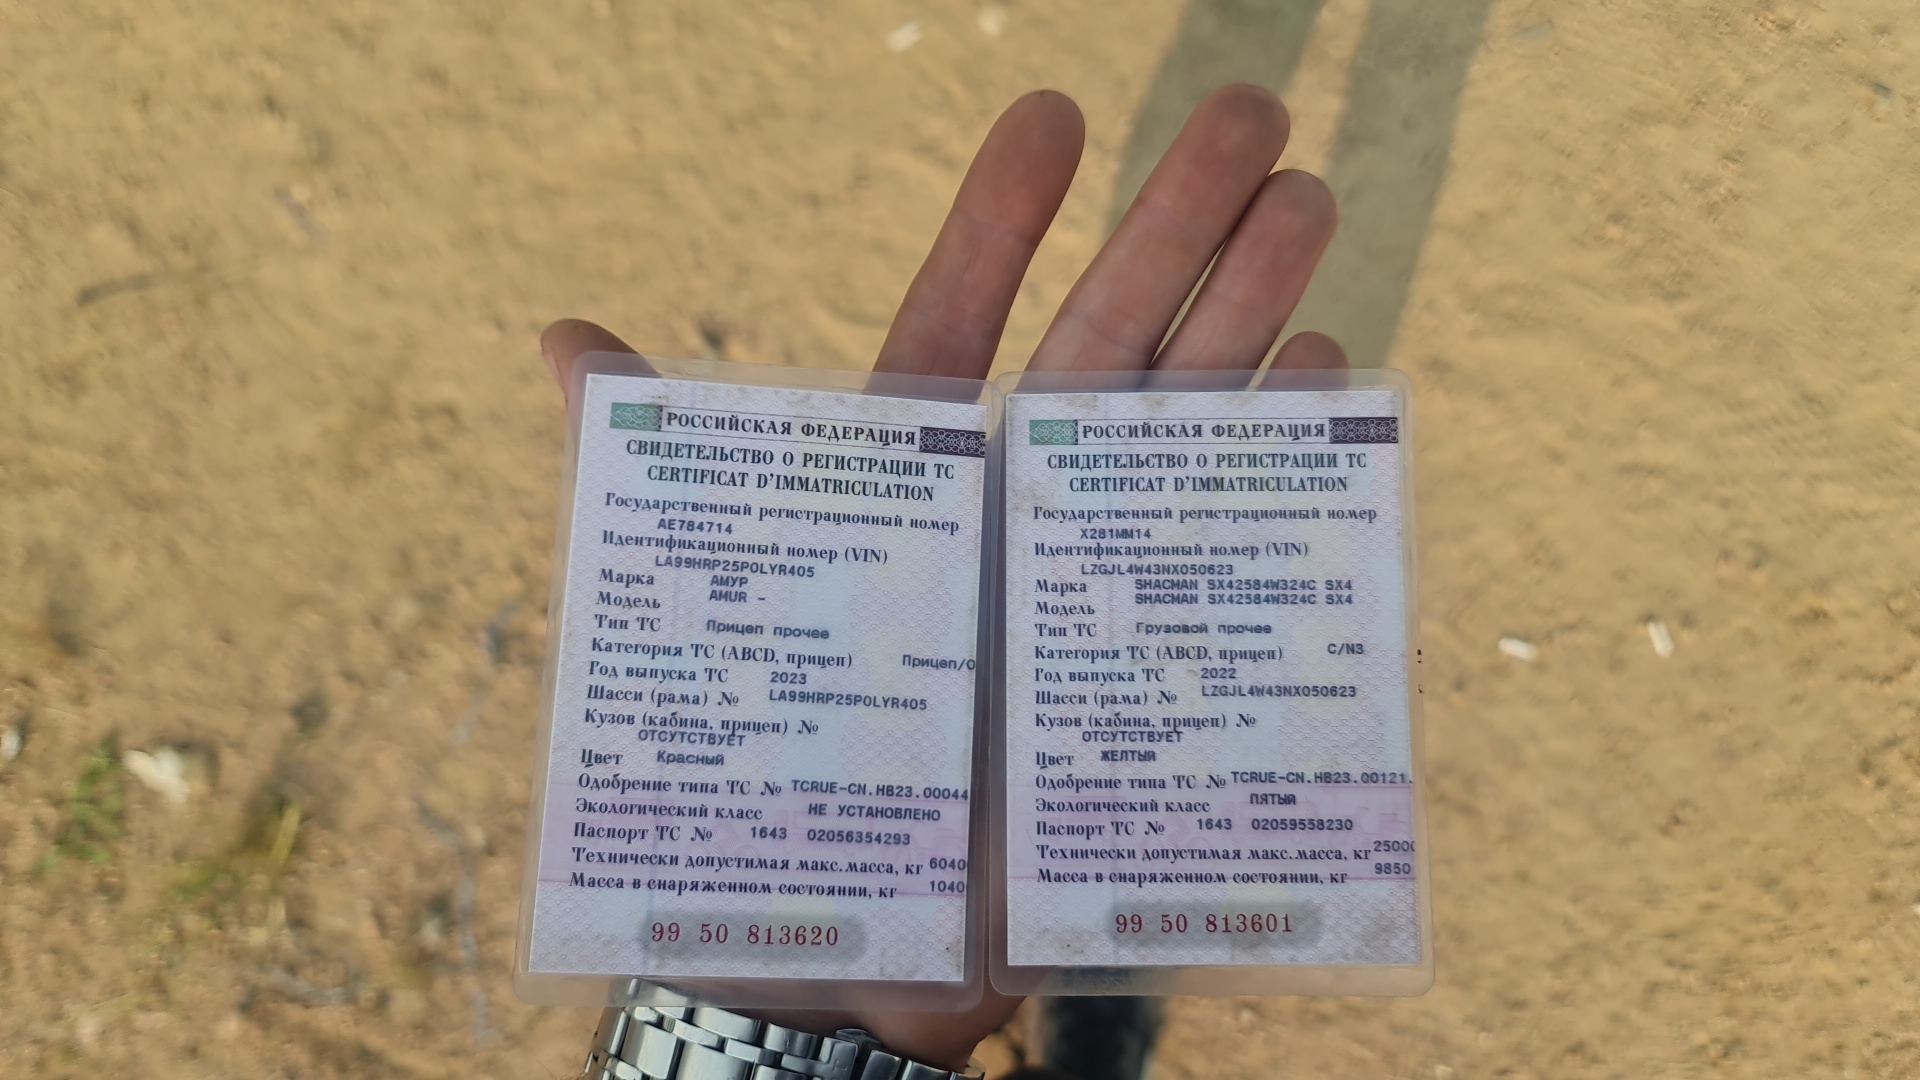 РОССИЙСКАЯ ФЕДЕРАЦИЯ
СВИДЕТЕЛЬСТВО О РЕГИСТРАЦИИ ТС
CERTIFICAT D'IMMATRICULATION
Государственный регистрационный номер
АЕ784714
Идентификационный номер (VIN)
LA99HRP25P0LYR405
Марка АМУР
Модель AMUR –
Тип ТС Прицеп прочее
Категория ТС (ABCD, прицеп) Прицеп/О
Год выпуска ТС 2023
Шасси (рама) № LA99HRP25P0LYR405
Кузов (кабина, прицеп) №
ОТСУТСТВУЕТ
Цвет Красный
Одобрение типа ТС № TCRUE-CN.HB23.00044
Экологический класс НЕ УСТАНОВЛЕНО
Паспорт ТС № 1643 02056354293
Технически допустимая макс.масса, кг 6040
Масса в снаряженном состоянии, кг 1040
99 50 813620
РОССИЙСКАЯ ФЕДЕРАЦИЯ
СВИДЕТЕЛЬСТВО О РЕГИСТРАЦИИ ТС
CERTIFICAT D'IMMATRICULATION
Государственный регистрационный номер
Х281ММ14
Идентификационный номер (VIN)
LZGJL4W43NX050623
Марка SHACMAN SX42584W324C SX4
Модель SHACMAN SX42584W324C SX4
Тип ТС Грузовой прочее
Категория ТС (ABCD, прицеп) C/N3
Год выпуска ТС 2022
Шасси (рама) № LZGJL4W43NX050623
Кузов (кабина, прицеп) №
ОТСУТСТВУЕТ
Цвет ЖЕЛТЫЙ
Одобрение типа ТС № TCRUE-CN.HB23.00121.
Экологический класс ПЯТЫЙ
Паспорт ТС № 1643 02059558230
Технически допустимая макс.масса, кг 25000
Масса в снаряженном состоянии, кг 9850
99 50 813601